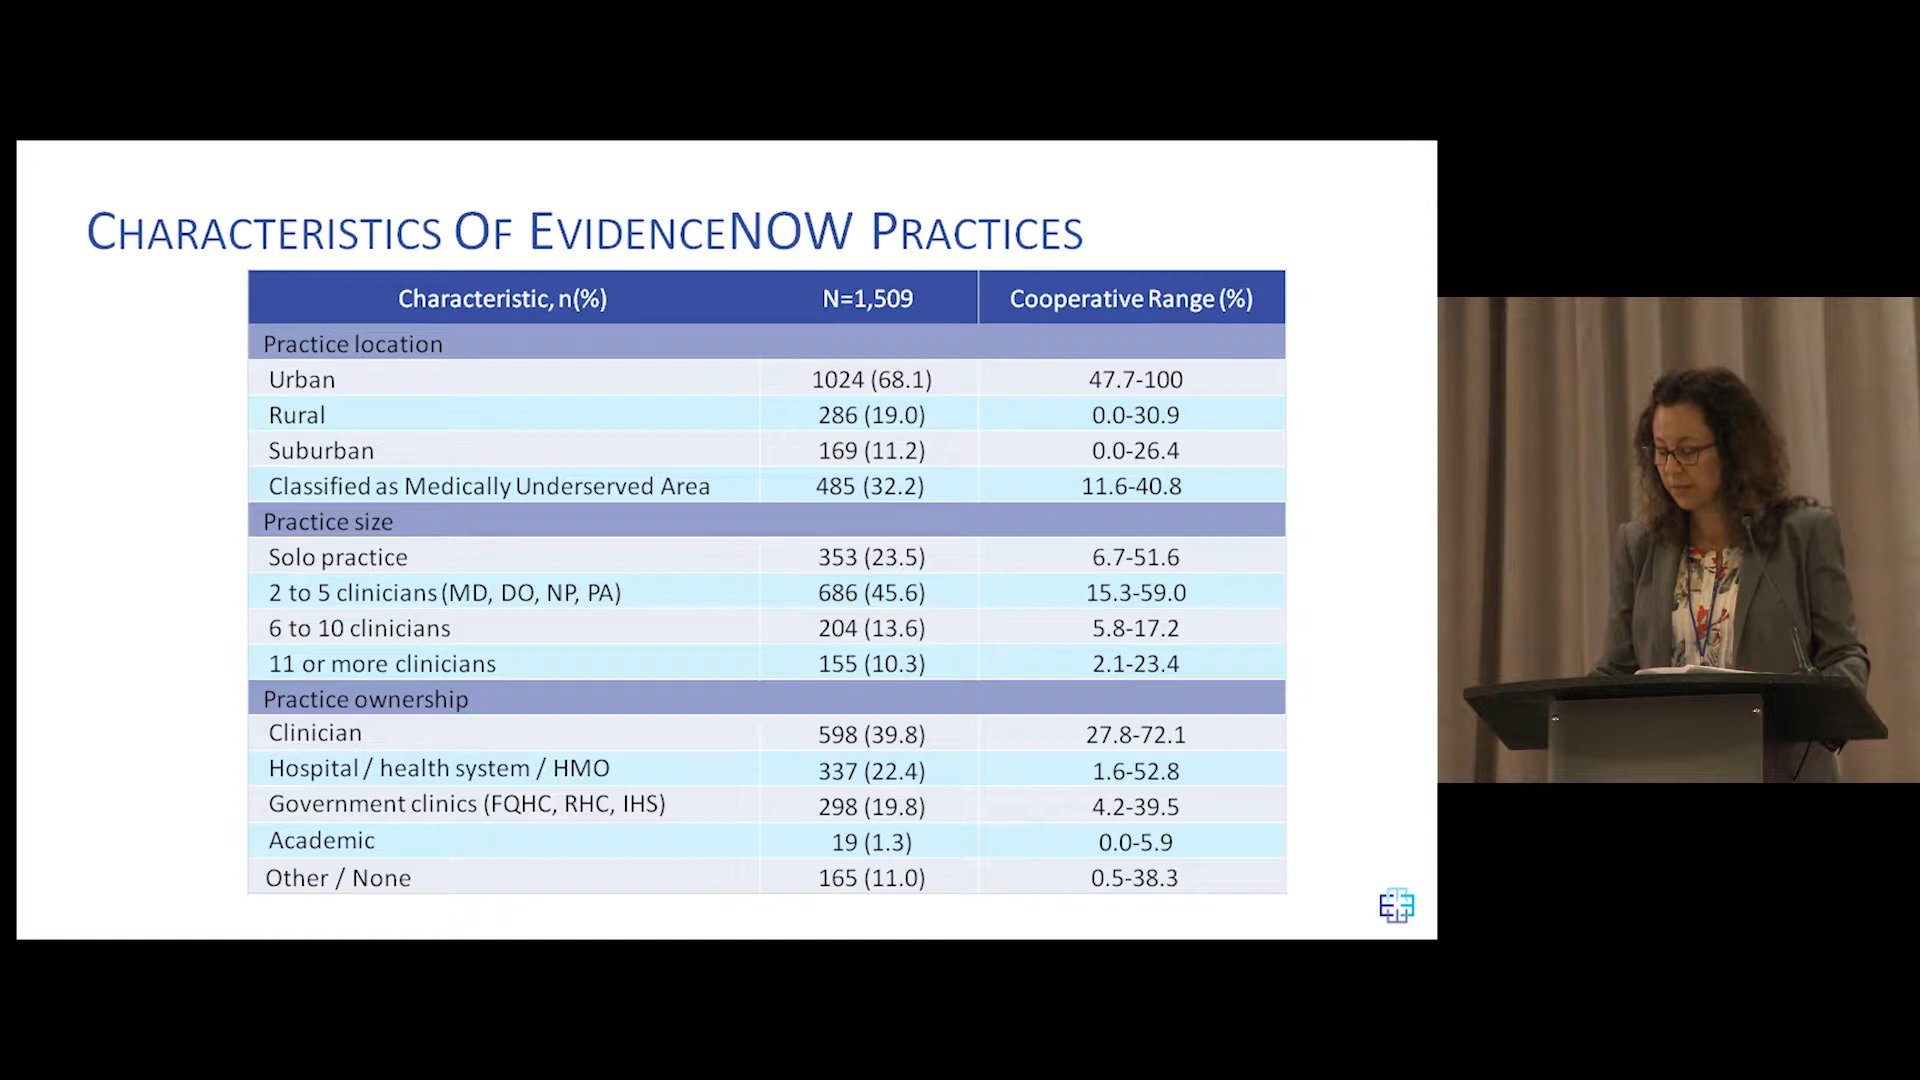 CHARACTERISTICS OF EVIDENCENOW PRACTICES
Characteristic, n(%) N=1,509 Cooperative Range (%)
Practice location
Urban 1024 (68.1) 47.7-100
Rural 286 (19.0) 0.0-30.9
Suburban 169 (11.2) 0.0-26.4
Classified as Medically Underserved Area 485 (32.2) 11.6-40.8
Practice size
Solo practice 353 (23.5) 6.7-51.6
2 to 5 clinicians (MD, DO, NP, PA) 686 (45.6) 15.3-59.0
6 to 10 clinicians 204 (13.6) 5.8-17.2
11 or more clinicians 155 (10.3) 2.1-23.4
Practice ownership
Clinician 598 (39.8) 27.8-72.1
Hospital / health system / HMO 337 (22.4) 1.6-52.8
Government clinics (FQHC, RHC, IHS) 298 (19.8) 4.2-39.5
Academic 19 (1.3) 0.0-5.9
Other / None 165 (11.0) 0.5-38.3